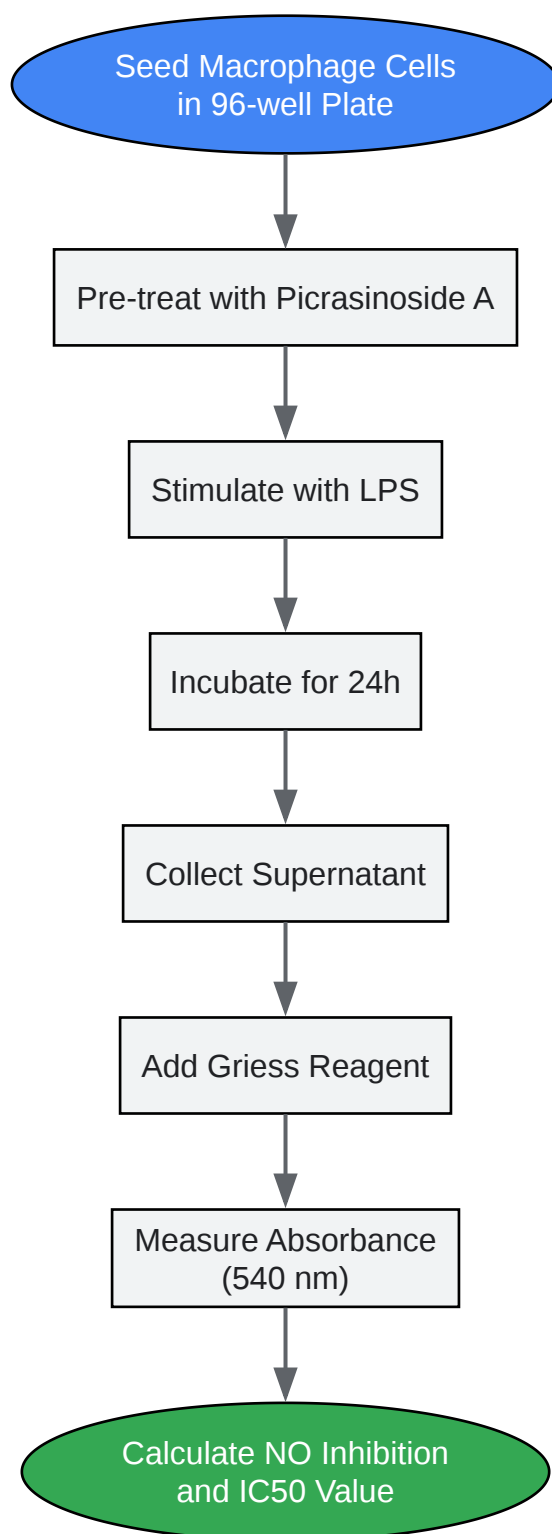 Seed Macrophage Cells
in 96-well Plate
Pre-treat with Picrasinoside A
Stimulate with LPS
Incubate for 24h
Collect Supernatant
Add Griess Reagent
Measure Absorbance
(540 nm)
Calculate NO Inhibition
and IC50 Value